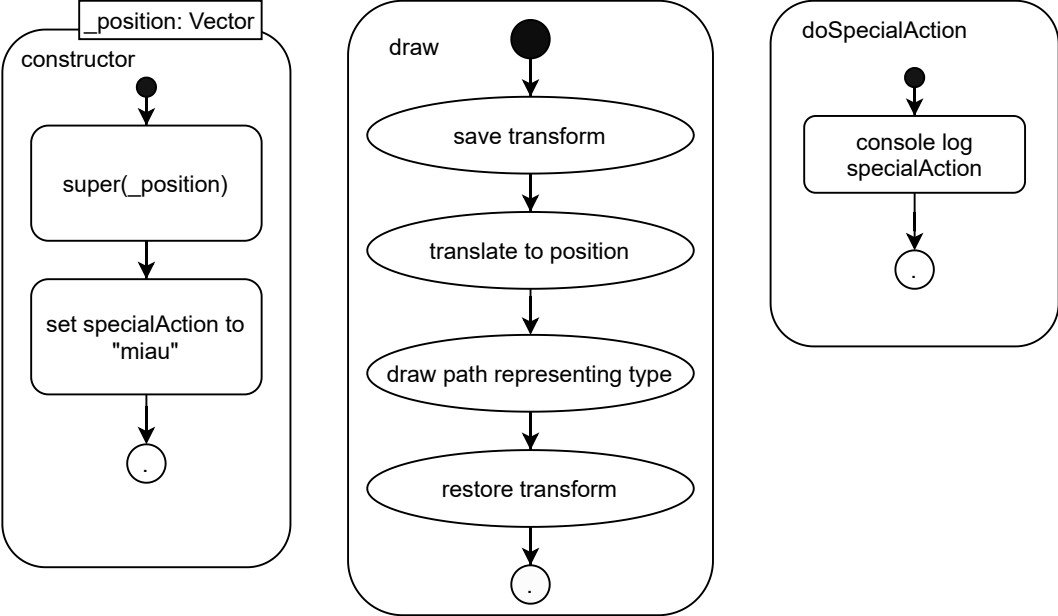 _position: Vector
constructor
super(_position)
set specialAction to
"miau"
.
draw
save transform
translate to position
draw path representing type
restore transform
.
doSpecialAction
console log
specialAction
.